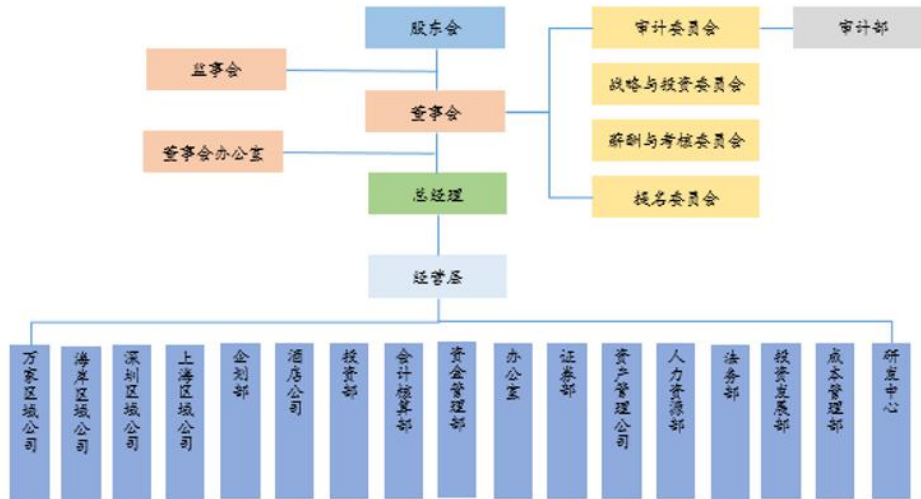 股东会
审计委员会
审计部
监事会
战略与投资委员会
董事会
薪酬与考核委员会
董事会办公室
总经理
提名委员会
经营层
万家区域公司
海岸区域公司
深圳区域公司
上海区域公司
企划部
酒店公司
投资部
会计核算部
资金管理部
办公室
证券部
资产管理公司
人力资源部
法务部
投资发展部
成本管理部
研发中心